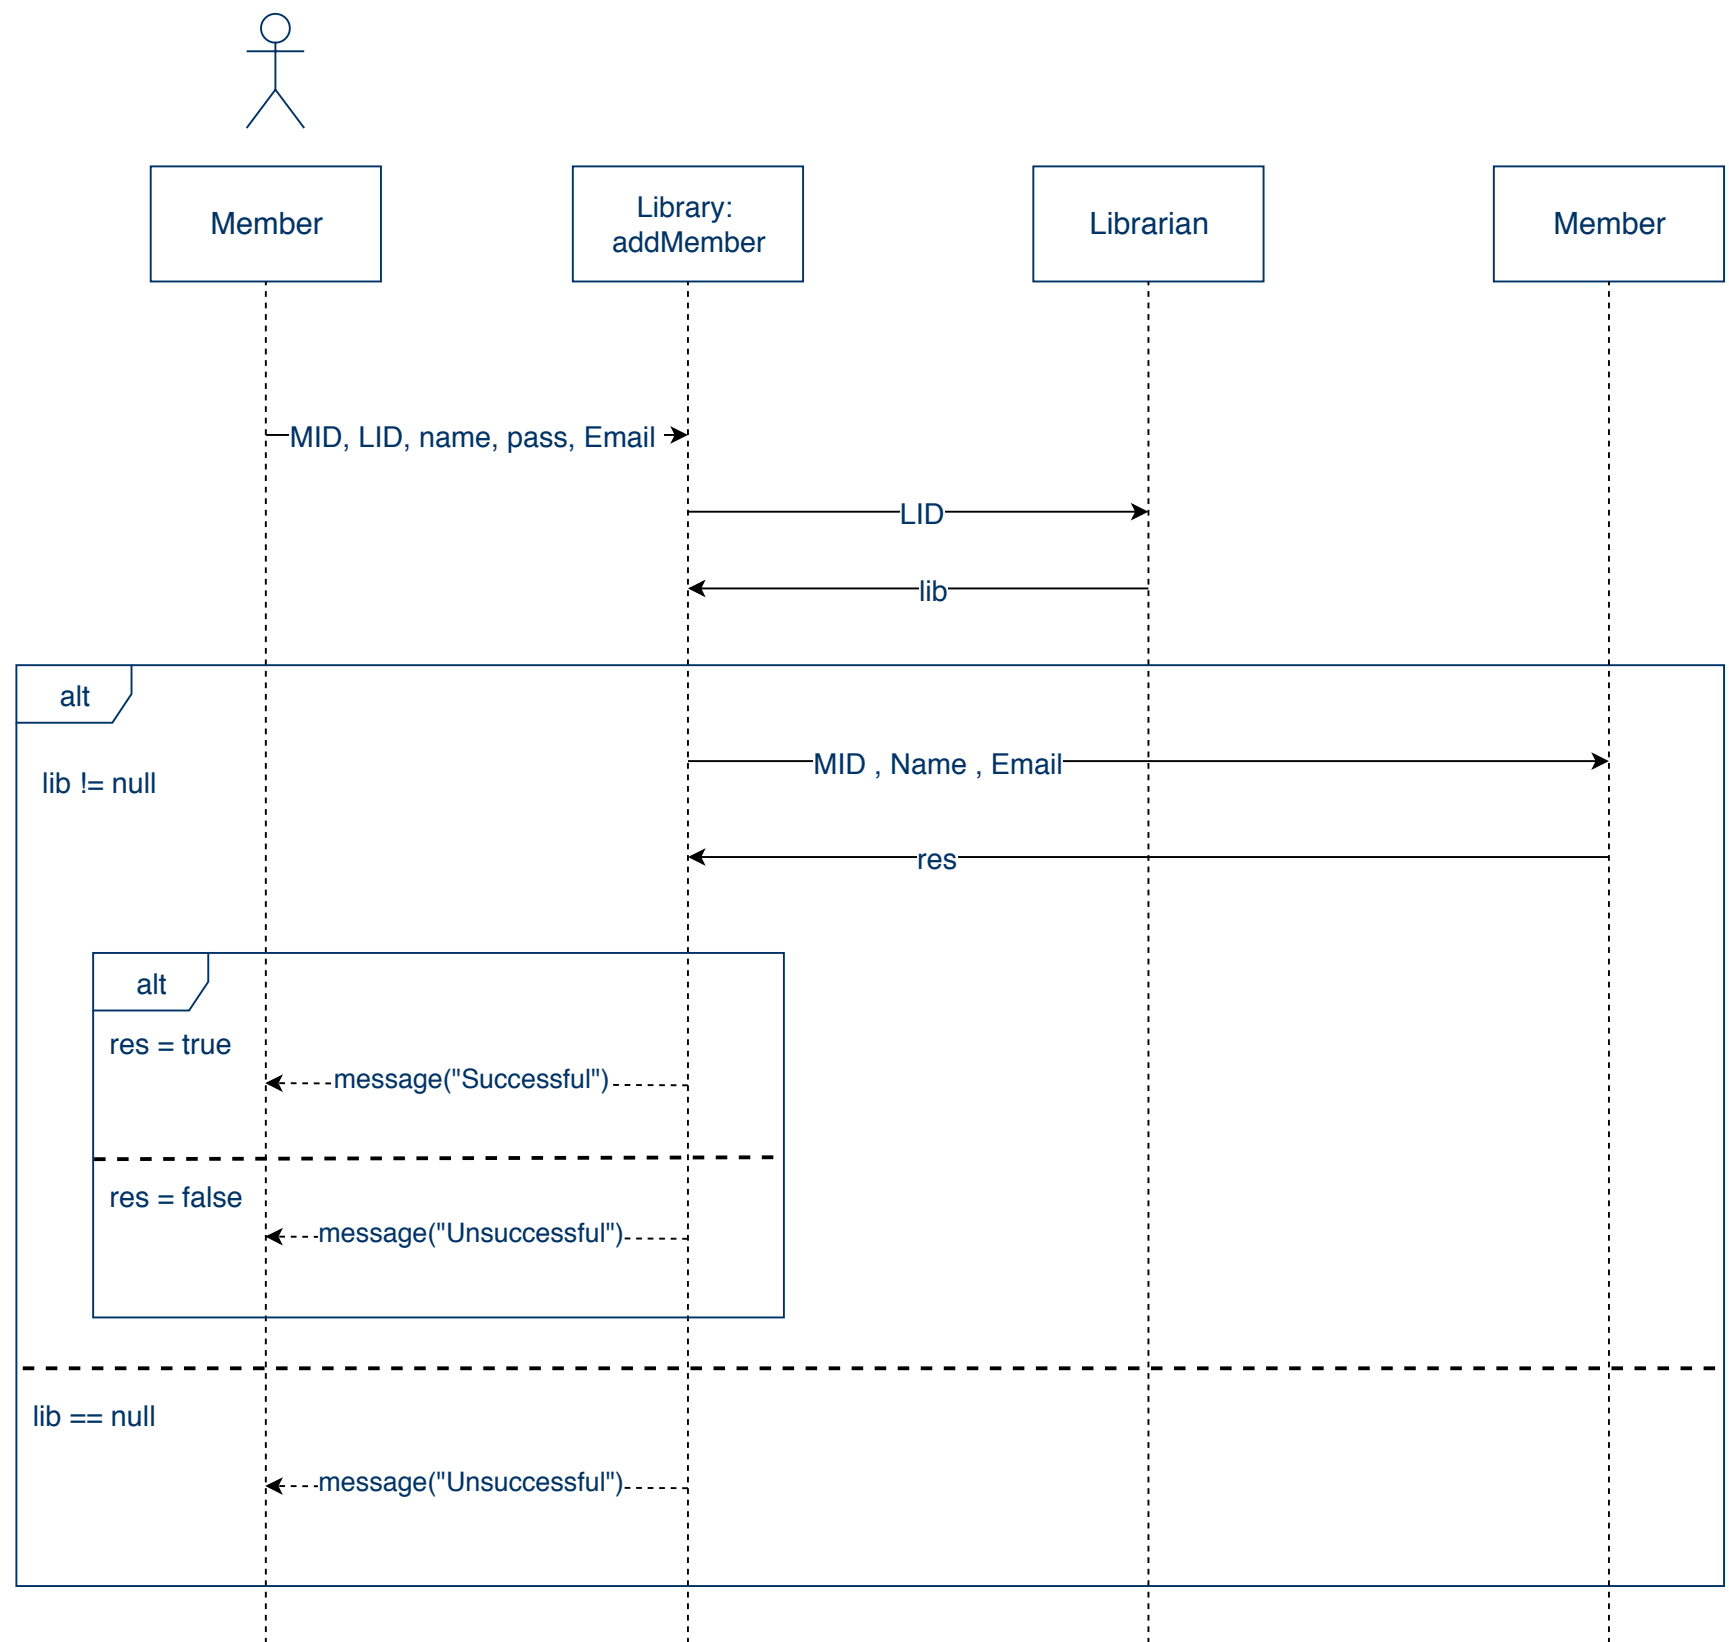 Member
Library:
addMember
Librarian
Member
MID, LID, name, pass, Email
LID
lib
alt
lib != null
MID , Name , Email
res
alt
res = true
message("Successful")
res = false
message("Unsuccessful")
lib == null
message("Unsuccessful")